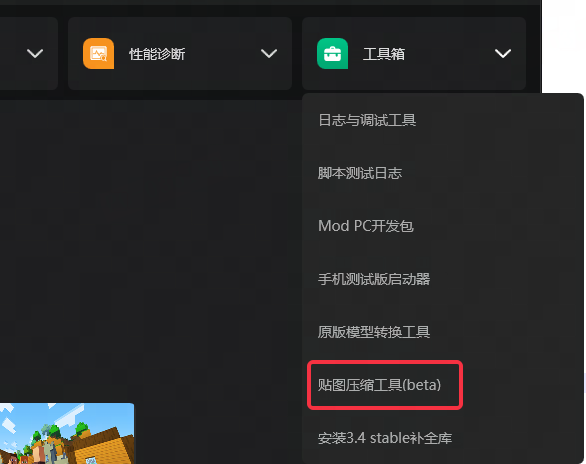 性能诊断
工具箱
日志与调试工具
脚本测试日志
Mod PC开发包
手机测试版启动器
原版模型转换工具
贴图压缩工具(beta)
安装3.4 stable补全库